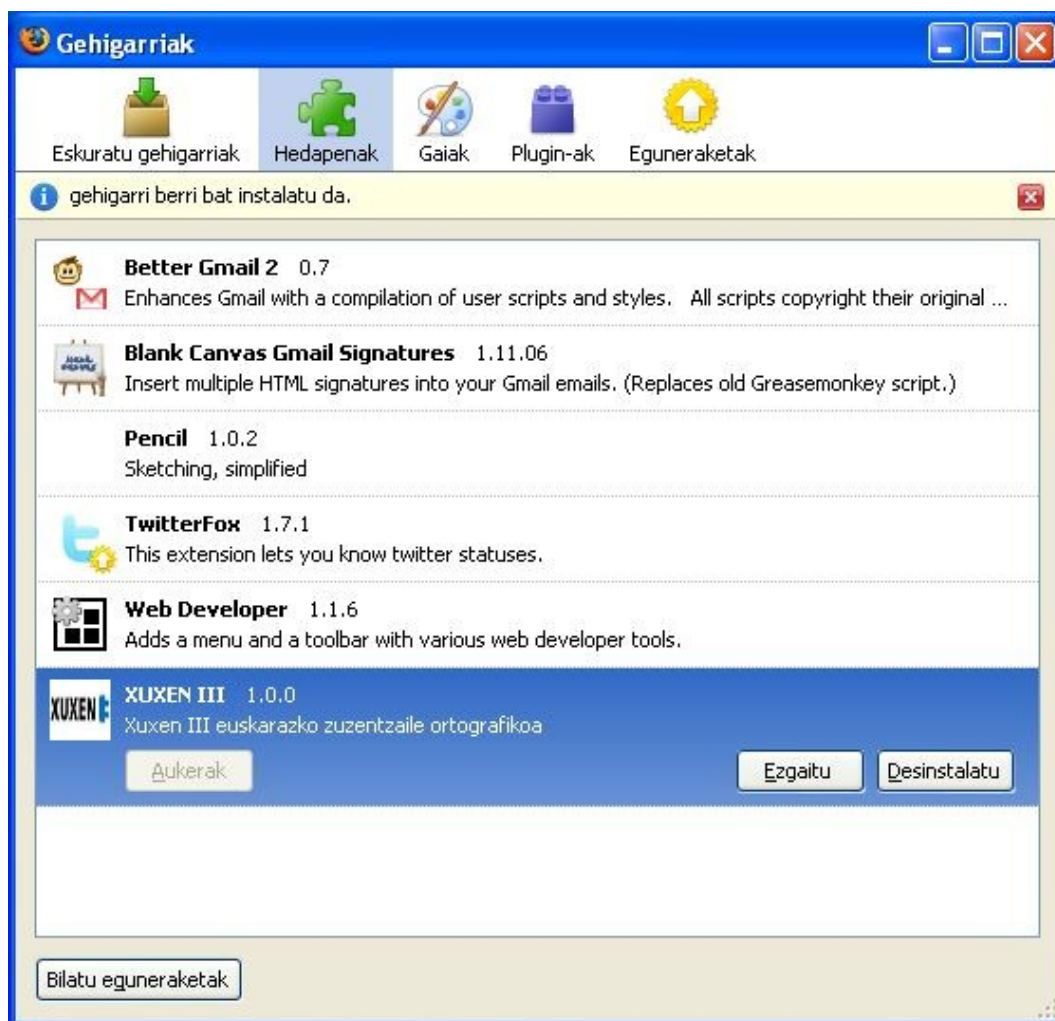 Gehigarriak
Eskuratu gehigarriak Hedapenak Gaiak Plugin-ak Eguneraketak
gehigarri berri bat instalatu da.
Better Gmail 2 0.7
Enhances Gmail with a compilation of user scripts and styles. All scripts copyright their original ...
Blank Canvas Gmail Signatures 1.11.06
Insert multiple HTML signatures into your Gmail emails. (Replaces old Greasemonkey script.)
Pencil 1.0.2
Sketching, simplified
TwitterFox 1.7.1
This extension lets you know twitter statuses.
Web Developer 1.1.6
Adds a menu and a toolbar with various web developer tools.
XUXEN
XUXEN III 1.0.0
Xuxen III euskarazko zuzentzaile ortografikoa
Aukerak Ezgaitu Desinstalatu
Bilatu eguneraketak